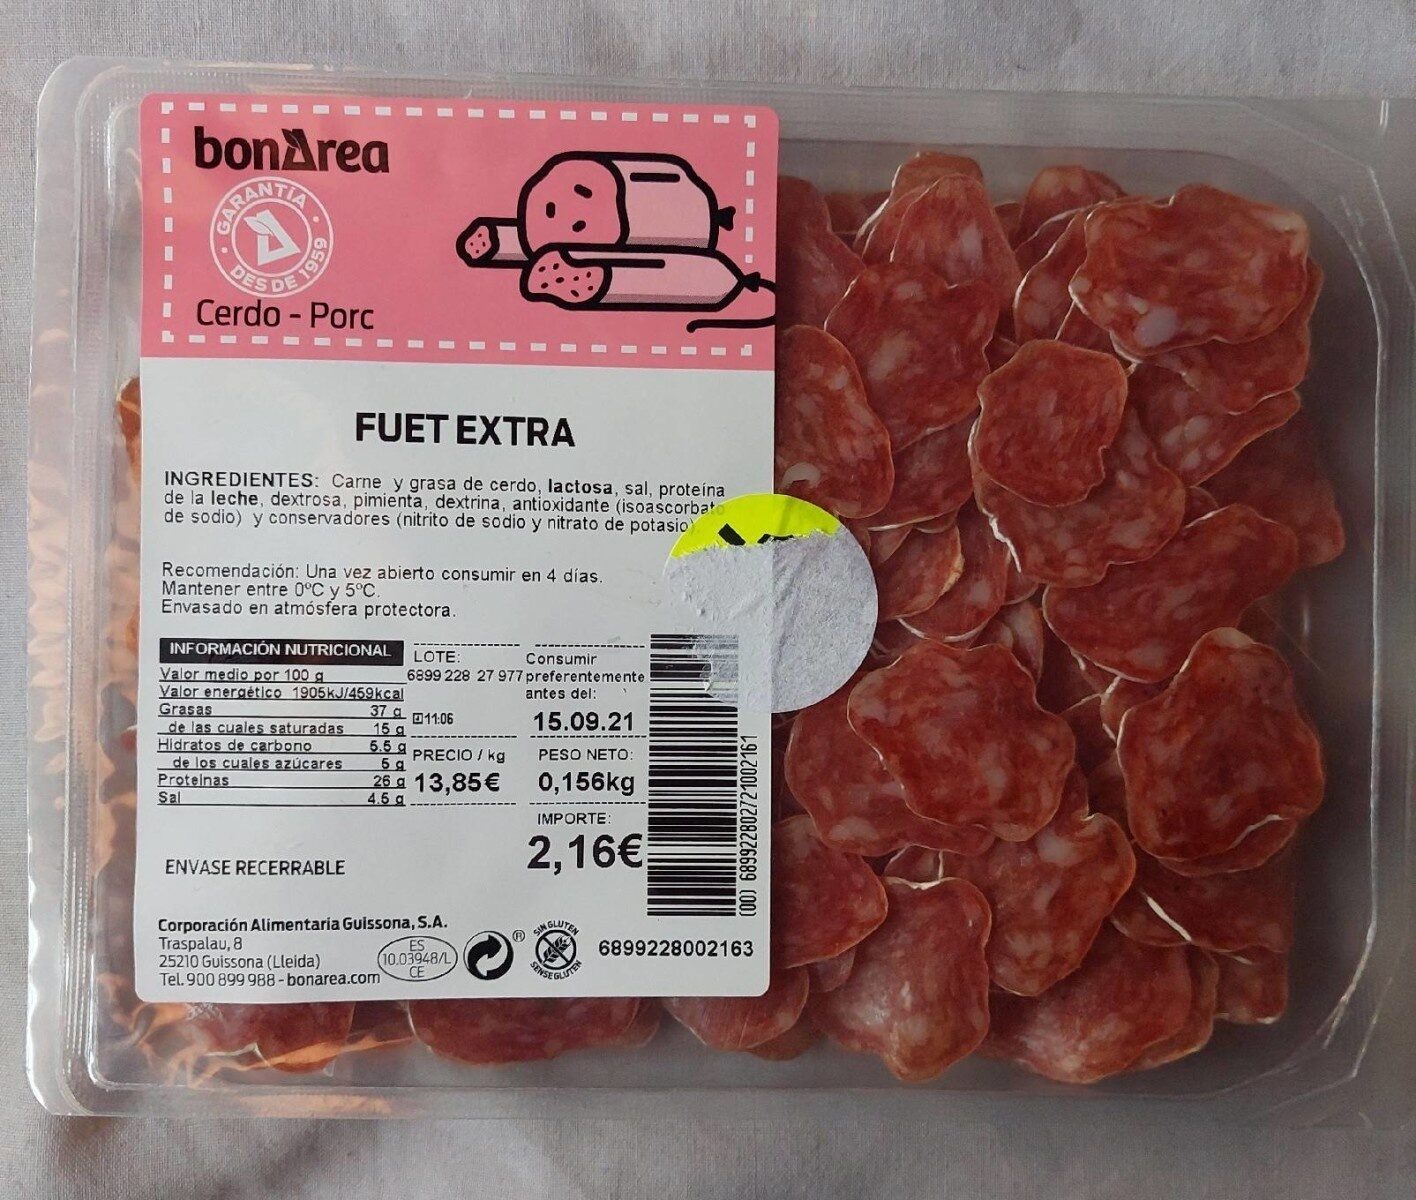 bonÀrea
GARANTÍA
DESDE 1959
Cerdo - Porc
FUET EXTRA
INGREDIENTES: Carne y grasa de cerdo, lactosa, sal, proteína
de la leche, dextrosa, pimienta, dextrina, antioxidante (isoascorbato
de sodio) y conservadores (nitrito de sodio y nitrato de potasio)
Recomendación: Una vez abierto consumir en 4 días.
Mantener entre 0ºC y 5ºC.
Envasado en atmósfera protectora.
INFORMACIÓN NUTRICIONAL
Valor medio por 100 g
Valor energético 1905kJ/459kcal
Grasas 37 g
de las cuales saturadas 15 g
Hidratos de carbono 5.5 g
de los cuales azúcares 5 g
Proteínas 26 g
Sal 4.5 g
LOTE:
6899 228 27 977
11:06
Consumir
preferentemente
antes del:
15.09.21
PRECIO / kg
13,85€
PESO NETO:
0,156kg
IMPORTE:
2,16€
ENVASE RECERRABLE
Corporación Alimentaria Guissona, S.A.
Traspalau, 8
25210 Guissona (Lleida)
Tel. 900 899 988 - bonarea.com
ES
10.03948/L
CE
®
SIN GLUTEN
SENSE GLUTEN
6899228002163
(00) 689922802721002161